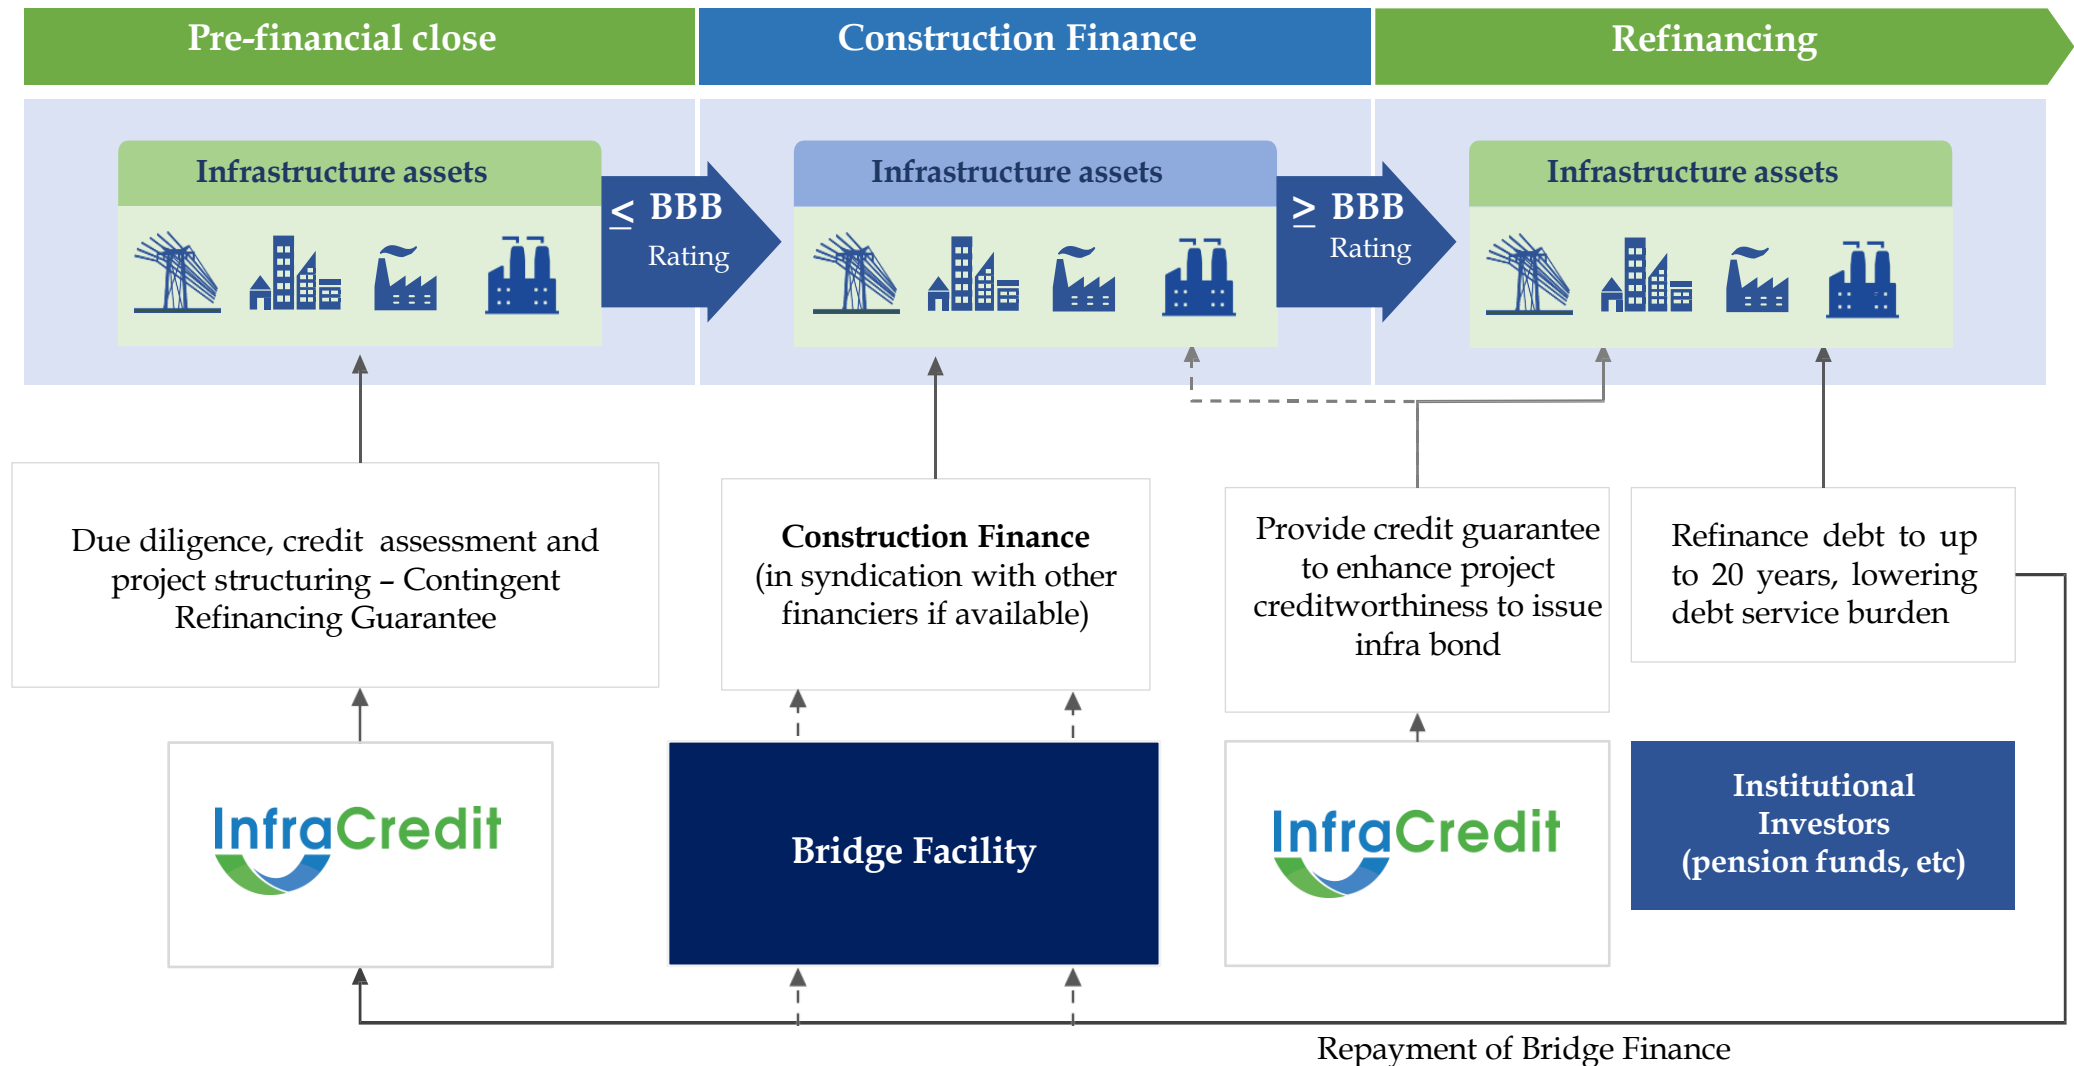 Pre-financial close
Construction Finance
Refinancing
Infrastructure assets
≤ BBB
Rating
Infrastructure assets
≥ BBB
Rating
Infrastructure assets
Due diligence, credit assessment and
project structuring – Contingent
Refinancing Guarantee
Construction Finance
(in syndication with other
financiers if available)
Provide credit guarantee
to enhance project
creditworthiness to issue
infra bond
Refinance debt to up
to 20 years, lowering
debt service burden
InfraCredit
Bridge Facility
InfraCredit
Institutional
Investors
(pension funds, etc)
Repayment of Bridge Finance